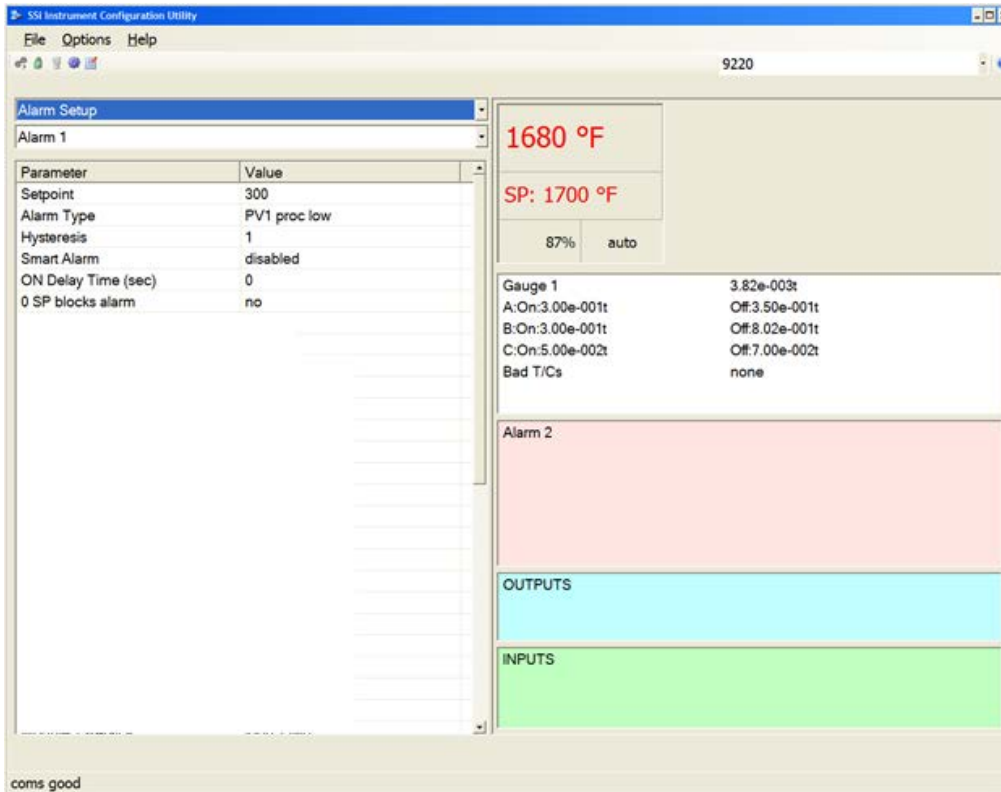 SSI Instrument Configuration Utility
File Options Help
9220
Alarm Setup
Alarm 1
Parameter Value
Setpoint 300
Alarm Type PV1 proc low
Hysteresis 1
Smart Alarm disabled
ON Delay Time (sec) 0
0 SP blocks alarm no
1680 °F
SP: 1700 °F
87% auto
Gauge 1 3.82e-003t
A:On:3.00e-001t Off:3.50e-001t
B:On:3.00e-001t Off:8.02e-001t
C:On:5.00e-002t Off:7.00e-002t
Bad T/Cs none
Alarm 2
OUTPUTS
INPUTS
coms good